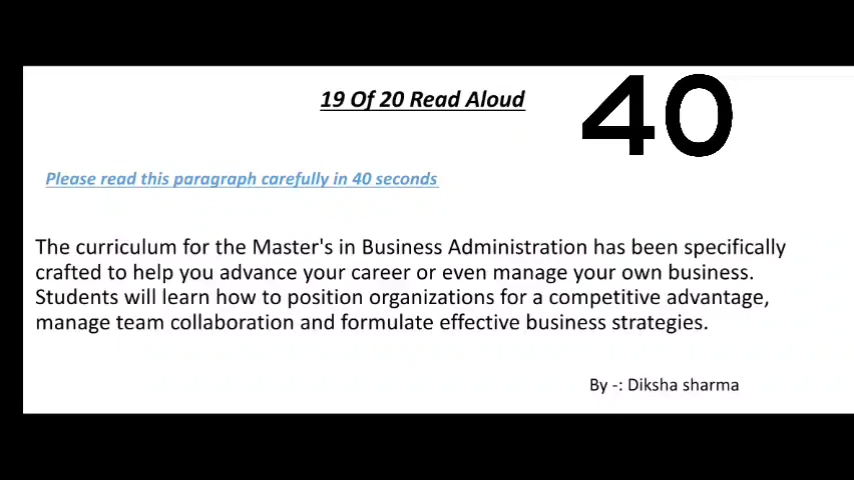 19 Of 20 Read Aloud
40
Please read this paragraph carefully in 40 seconds
The curriculum for the Master's in Business Administration has been specifically
crafted to help you advance your career or even manage your own business.
Students will learn how to position organizations for a competitive advantage,
manage team collaboration and formulate effective business strategies.
By -: Diksha sharma